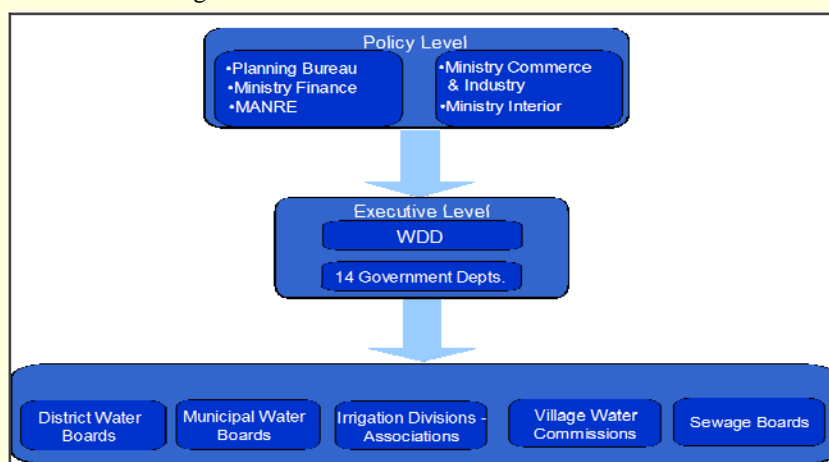 Policy Level
•Planning Bureau
•Ministry Finance
•MANRE
•Ministry Commerce
& Industry
•Ministry Interior
Executive Level
WDD
14 Government Depts.
District Water
Boards
Municipal Water
Boards
Irrigation Divisions -
Associations
Village Water
Commissions
Sewage Boards